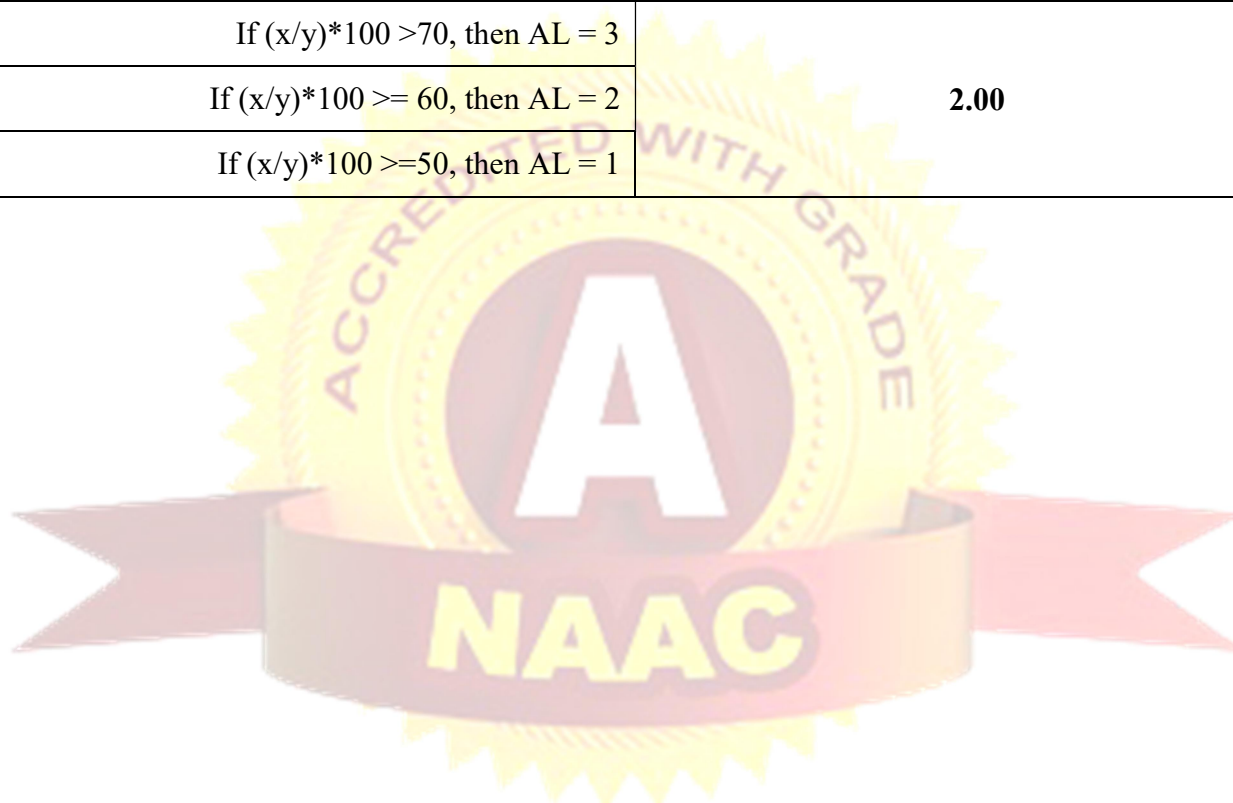 If (x/y)*100 >70, then AL = 3
If (x/y)*100 >= 60, then AL = 2
2.00
If (x/y)*100 >=50, then AL = 1
ACCREDITED WITH GRADE
A
NAAC